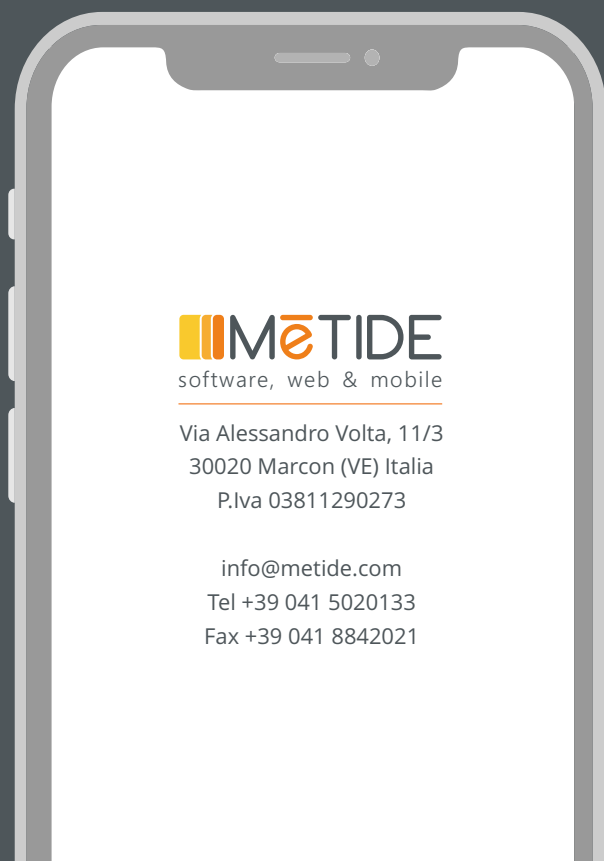 MēTIDE
software, web & mobile
Via Alessandro Volta, 11/3
30020 Marcon (VE) Italia
P.Iva 03811290273
info@metide.com
Tel +39 041 5020133
Fax +39 041 8842021